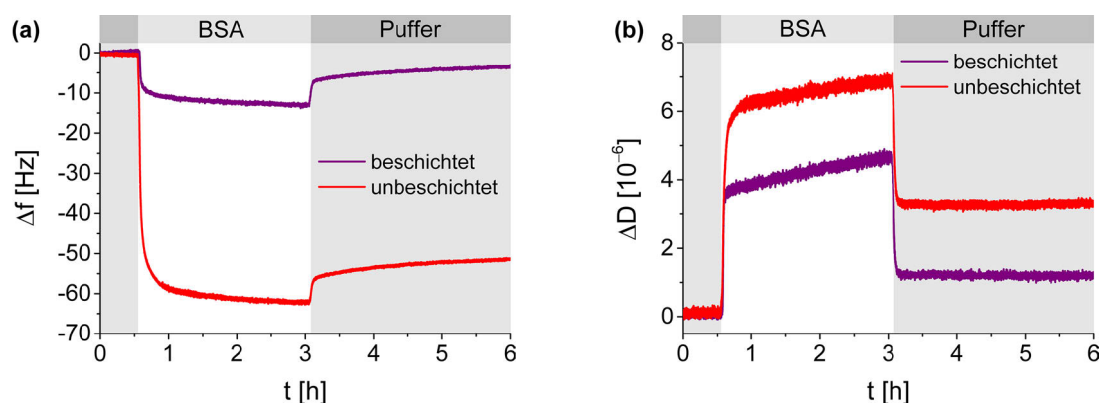 (a)
BSA
Puffer
Δf [Hz]
0
-10
-20
-30
-40
-50
-60
-70
beschichtet
unbeschichtet
0
1
2
3
4
5
6
t [h]
(b)
BSA
Puffer
ΔD [10⁻⁶]
8
6
4
2
0
beschichtet
unbeschichtet
0
1
2
3
4
5
6
t [h]